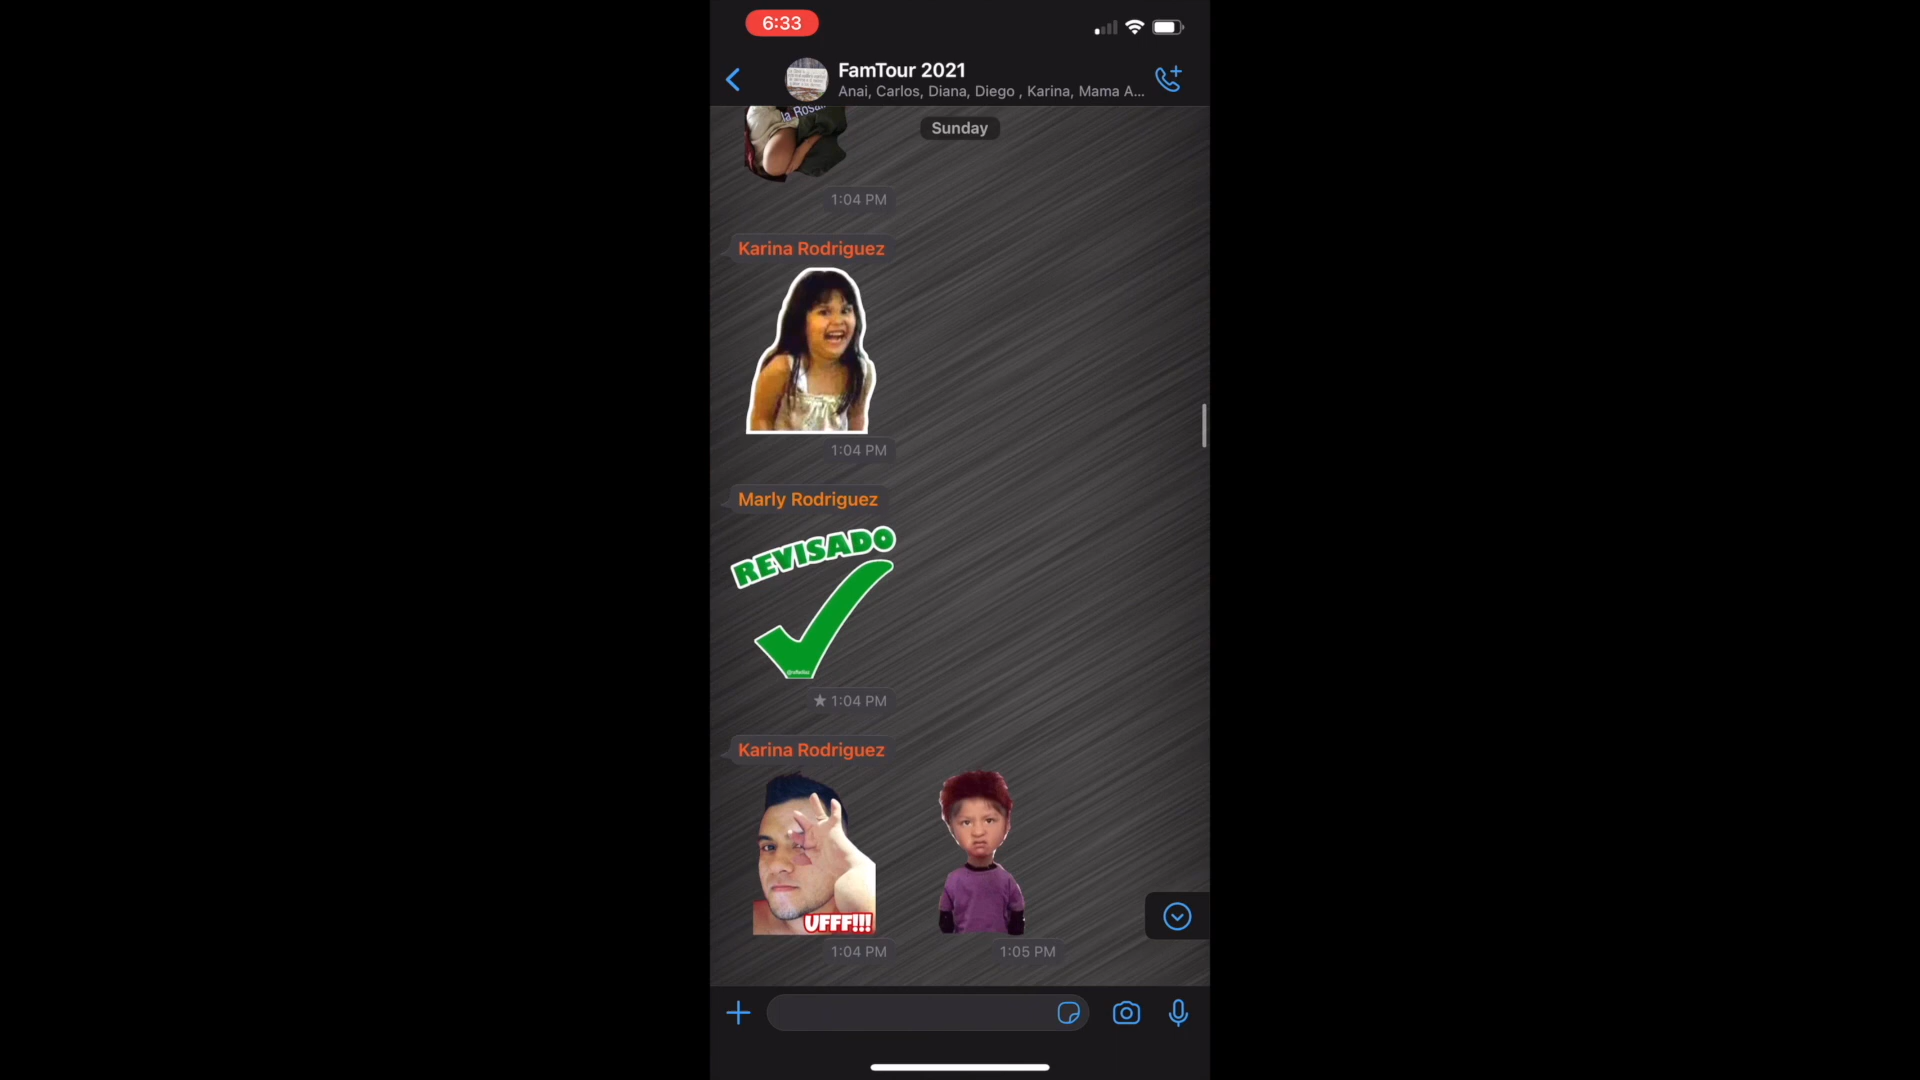 6:33
FamTour 2021
Anai, Carlos, Diana, Diego , Karina, Mama A...
Sunday
1:04 PM
Karina Rodriguez
1:04 PM
Marly Rodriguez
REVISADO
★ 1:04 PM
Karina Rodriguez
UFFF!!!
1:04 PM
1:05 PM